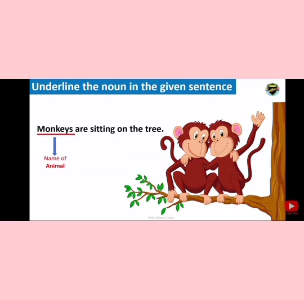 Underline the noun in the given sentence
Monkeys are sitting on the tree.
Name of
Animal